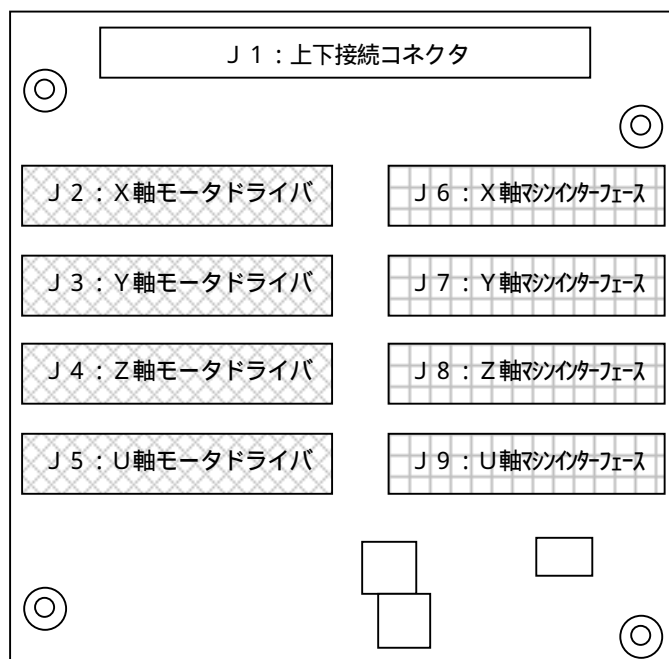 Ｊ１：上下接続コネクタ
Ｊ２：Ｘ軸モータドライバ
Ｊ６：Ｘ軸ﾏｼﾝｲﾝﾀｰﾌｪｰｽ
Ｊ３：Ｙ軸モータドライバ
Ｊ７：Ｙ軸ﾏｼﾝｲﾝﾀｰﾌｪｰｽ
Ｊ４：Ｚ軸モータドライバ
Ｊ８：Ｚ軸ﾏｼﾝｲﾝﾀｰﾌｪｰｽ
Ｊ５：Ｕ軸モータドライバ
Ｊ９：Ｕ軸ﾏｼﾝｲﾝﾀｰﾌｪｰｽ